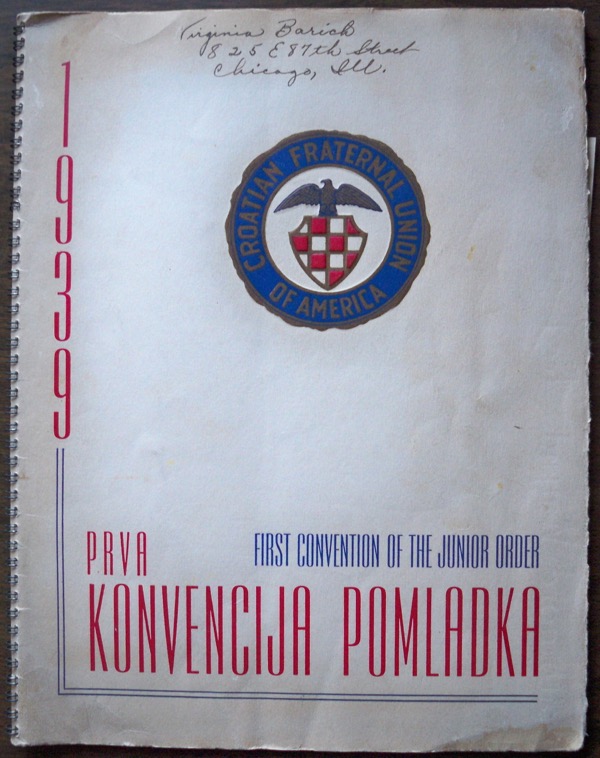 Virginia Barich
825 E 87th Street
Chicago, Ill.
1939
CROATIAN FRATERNAL UNION
OF AMERICA
PRVA
FIRST CONVENTION OF THE JUNIOR ORDER
KONVENCIJA POMLADKA